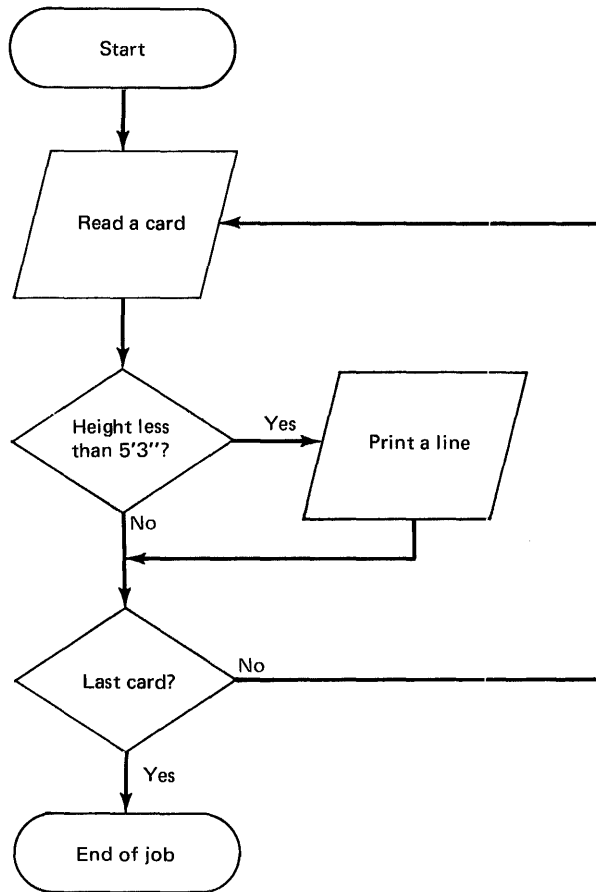 Start
Read a card
Height less
than 5'3"?
Yes
Print a line
No
Last card?
No
Yes
End of job